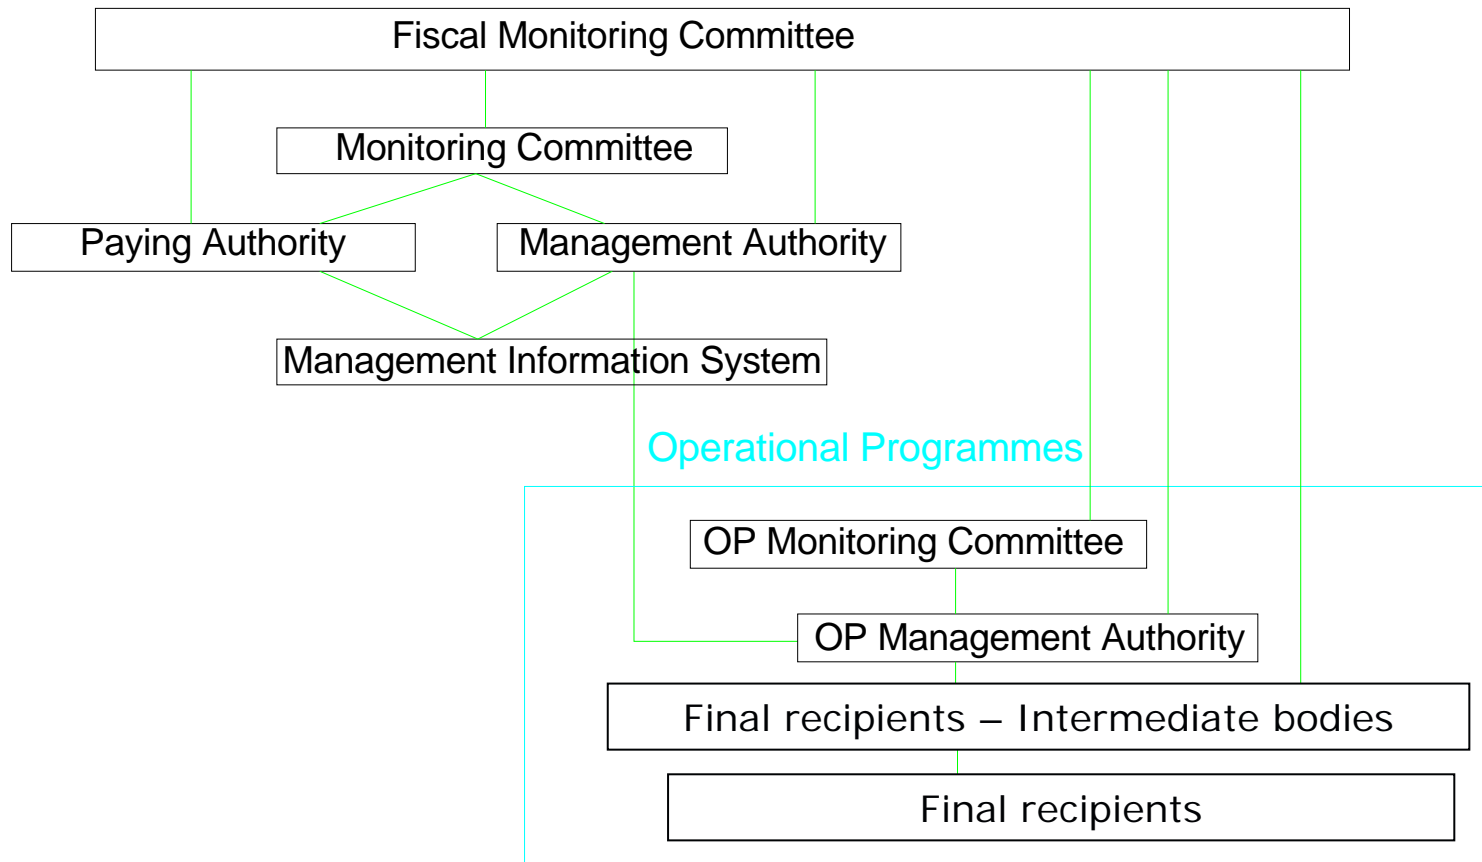 Fiscal Monitoring Committee
Monitoring Committee
Paying Authority
Management Authority
Management Information System
Operational Programmes
OP Monitoring Committee
OP Management Authority
Final recipients – Intermediate bodies
Final recipients